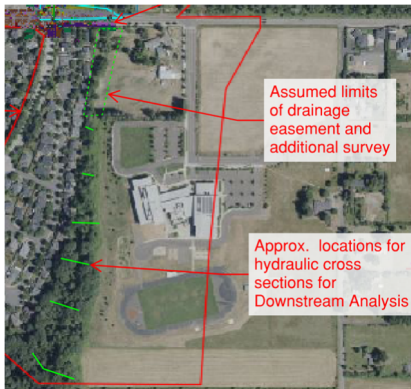 Assumed limits
of drainage
easement and
additional survey
Approx. locations for
hydraulic cross
sections for
Downstream Analysis